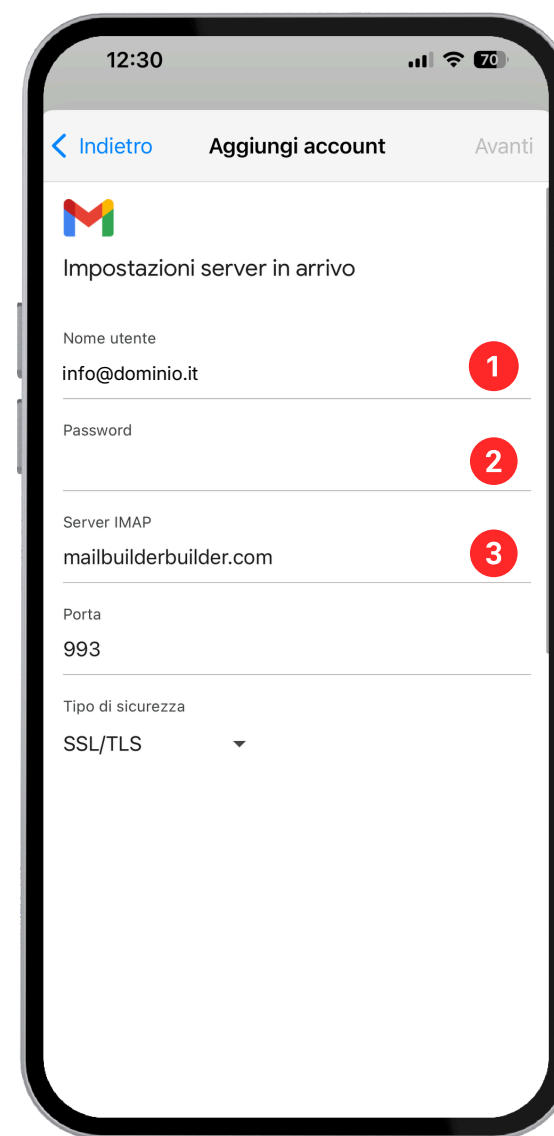 12:30
70
Indietro
Aggiungi account
Avanti
Impostazioni server in arrivo
Nome utente
info@dominio.it
1
Password
2
Server IMAP
mailbuilderbuilder.com
3
Porta
993
Tipo di sicurezza
SSL/TLS